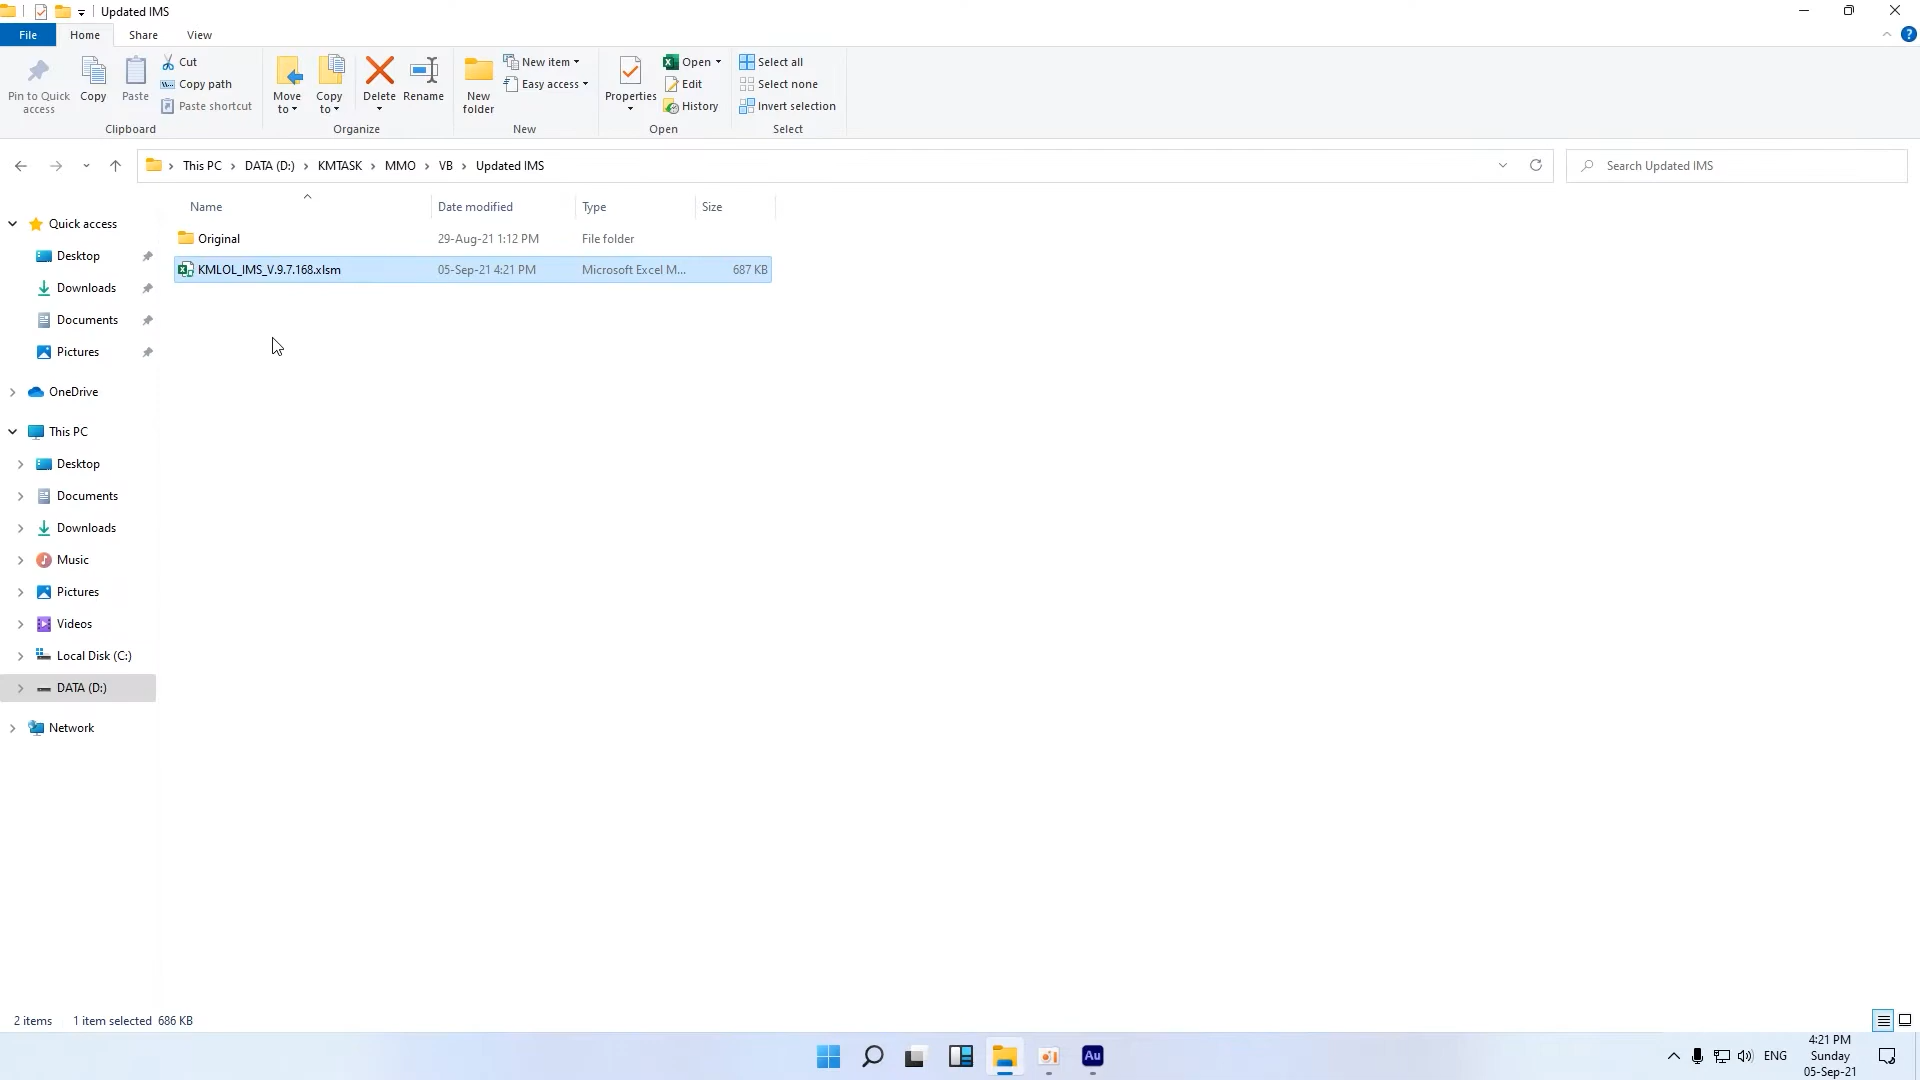 Updated IMS
File Home Share View
Pin to Quick access
Copy
Paste
Cut
Copy path
Paste shortcut
Clipboard
Move to
Copy to
Delete
Rename
Organize
New folder
New item
Easy access
New
Properties
Open
Edit
History
Open
Select all
Select none
Invert selection
Select
This PC DATA (D:) KMTASK MMO VB Updated IMS
Search Updated IMS
Name Date modified Type Size
Original 29-Aug-21 1:12 PM File folder
KMLOL_IMS_V.9.7.168.xlsm 05-Sep-21 4:21 PM Microsoft Excel M... 687 KB
Quick access
Desktop
Downloads
Documents
Pictures
OneDrive
This PC
Desktop
Documents
Downloads
Music
Pictures
Videos
Local Disk (C:)
DATA (D:)
Network
2 items 1 item selected 686 KB
Au
ENG
4:21 PM
Sunday
05-Sep-21